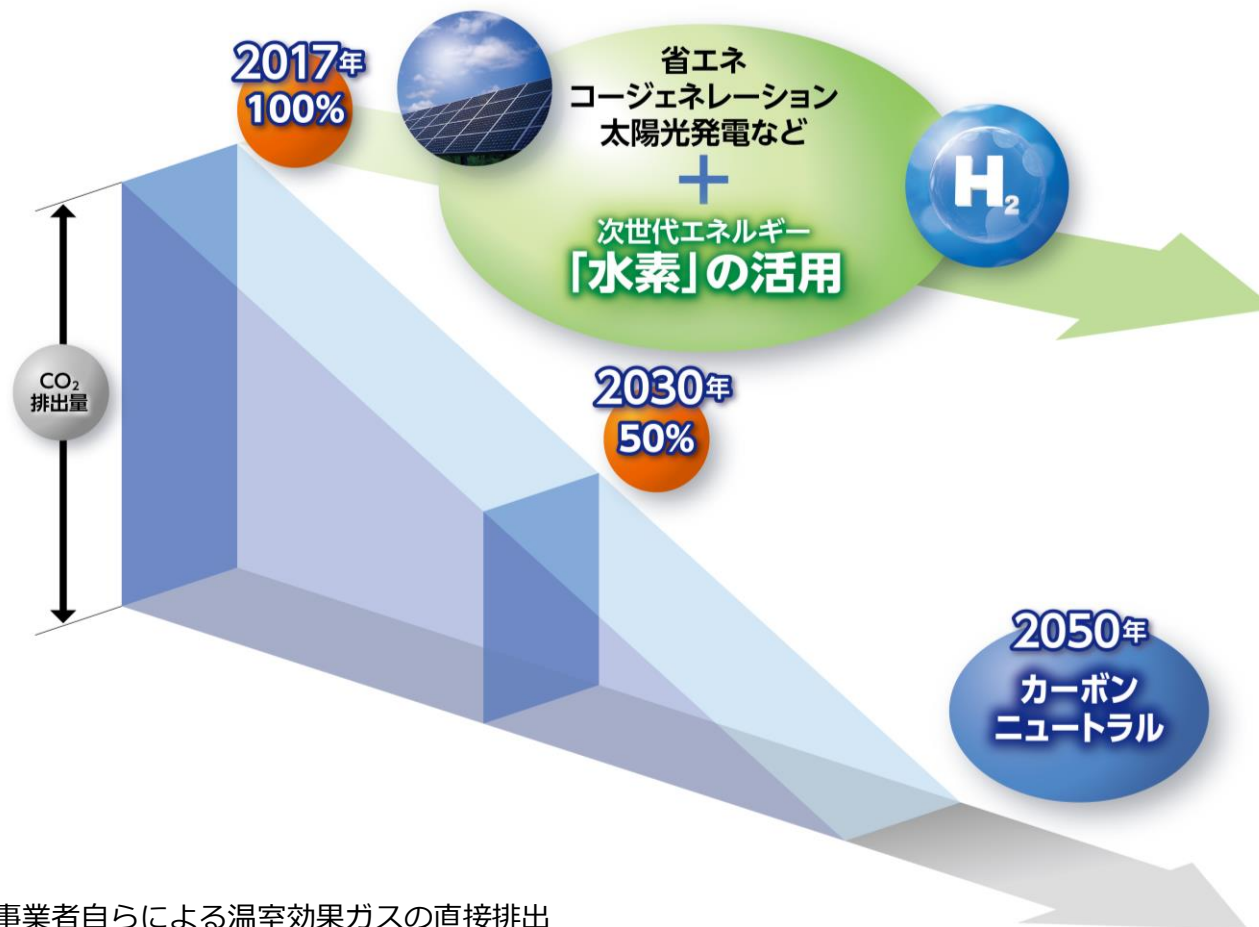 2017年
100%
省エネ
コージェネレーション
太陽光発電など
+
次世代エネルギー
「水素」の活用
H₂
CO₂
排出量
2030年
50%
2050年
カーボン
ニュートラル
事業者自らによる温室効果ガスの直接排出